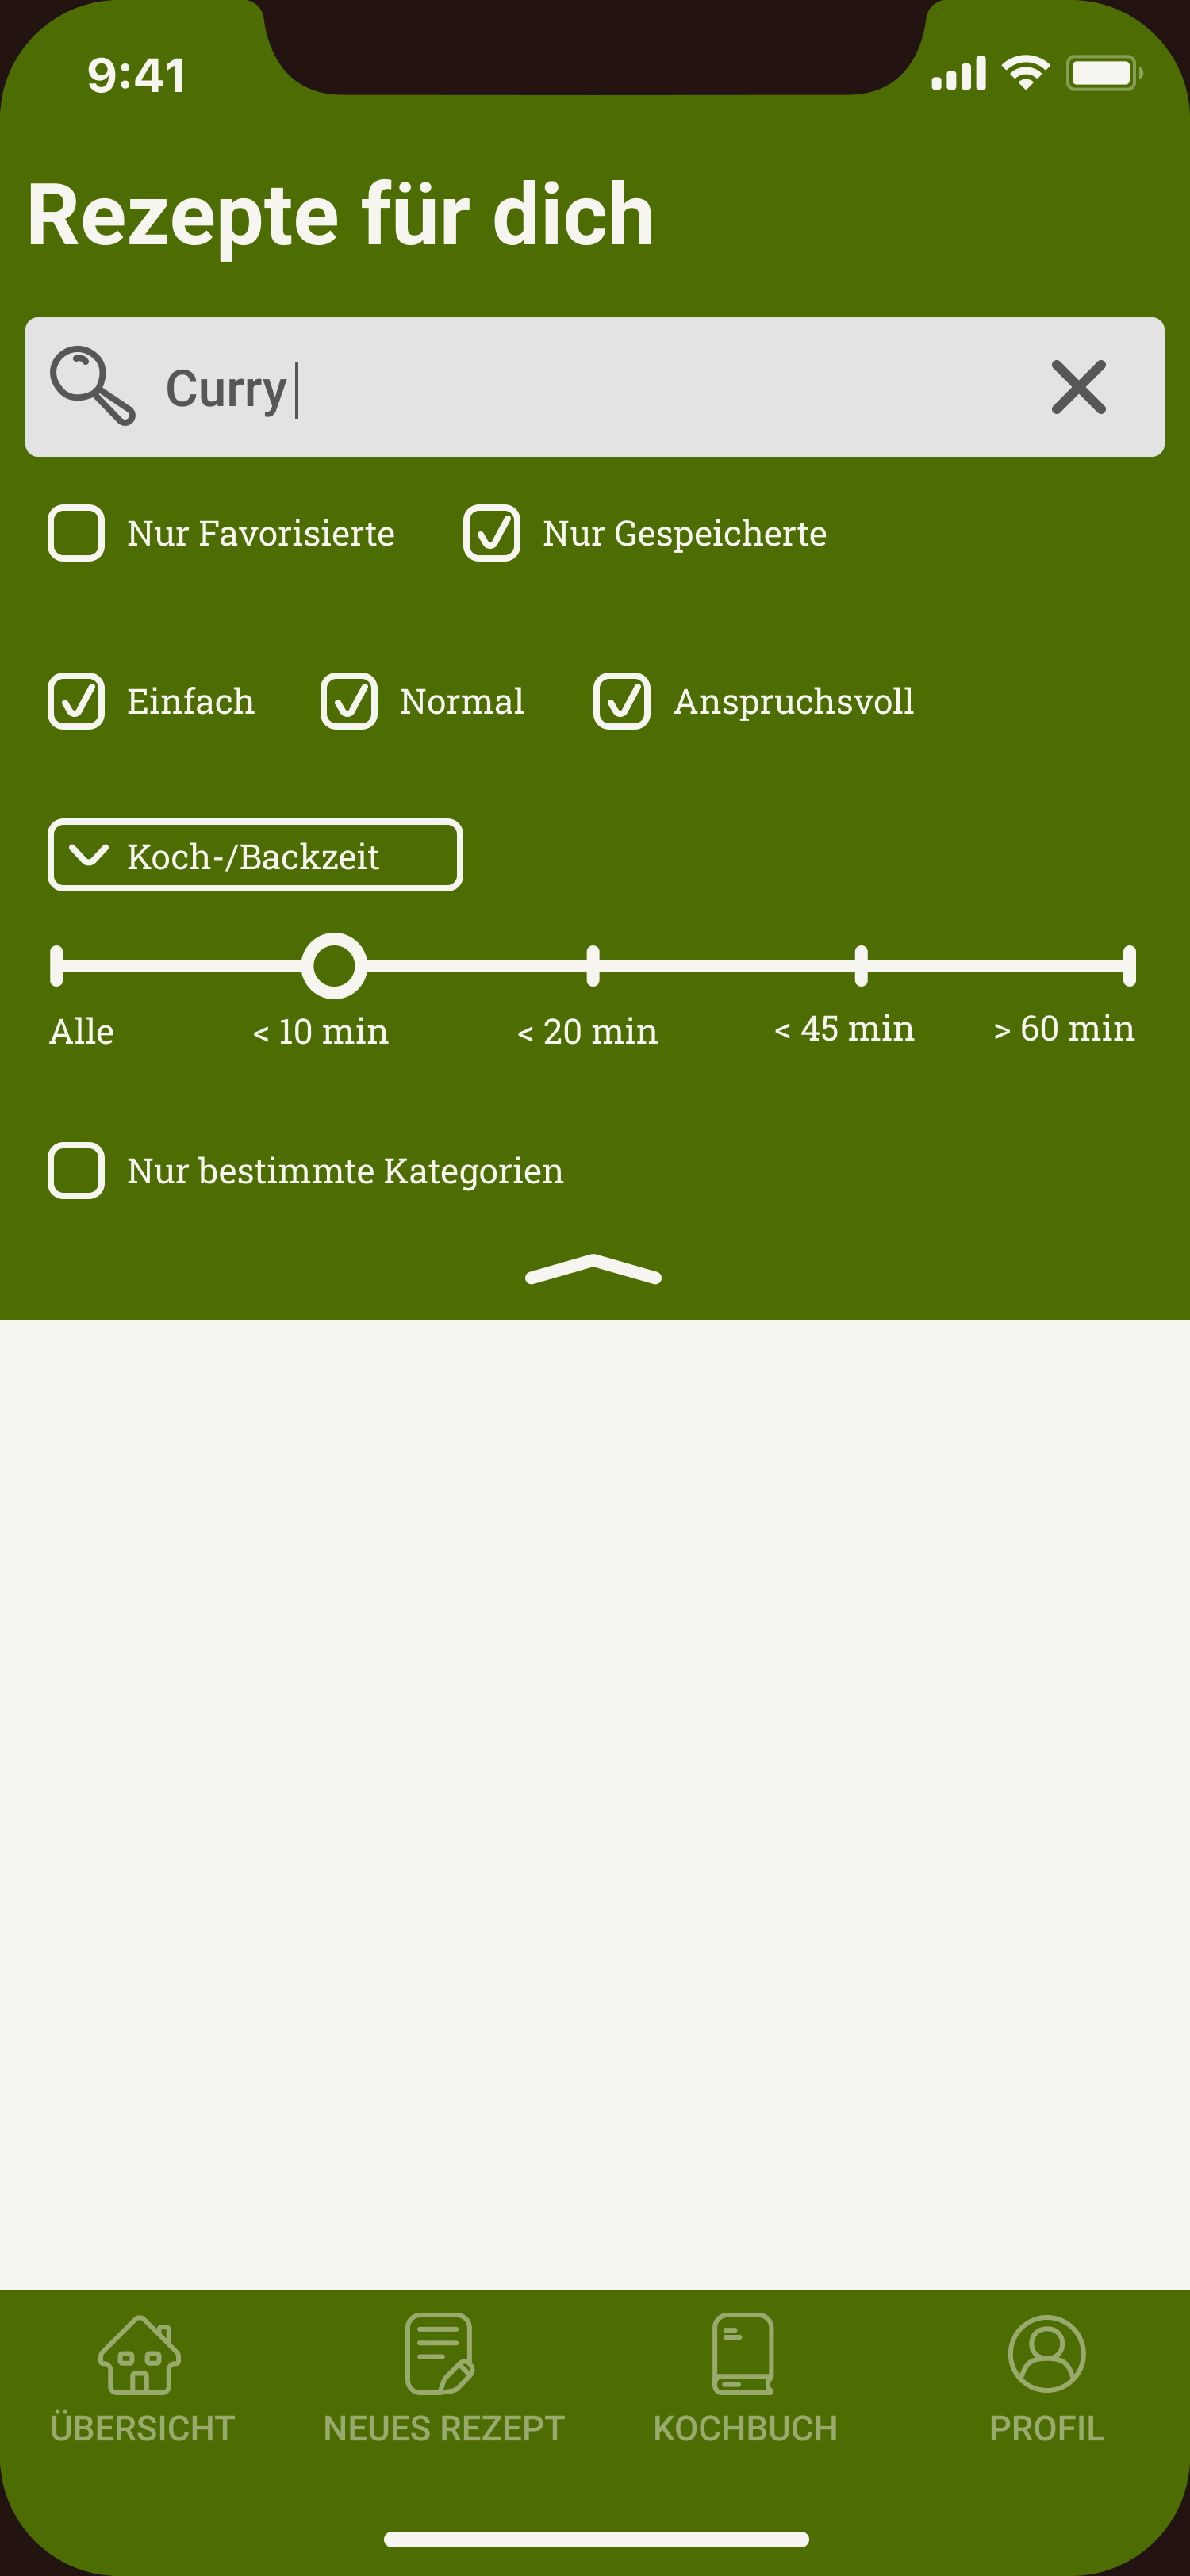 9:41
Rezepte für dich
Curry
Nur Favorisierte Nur Gespeicherte
Einfach Normal Anspruchsvoll
Koch-/Backzeit
Alle < 10 min < 20 min < 45 min > 60 min
Nur bestimmte Kategorien
ÜBERSICHT NEUES REZEPT KOCHBUCH PROFIL